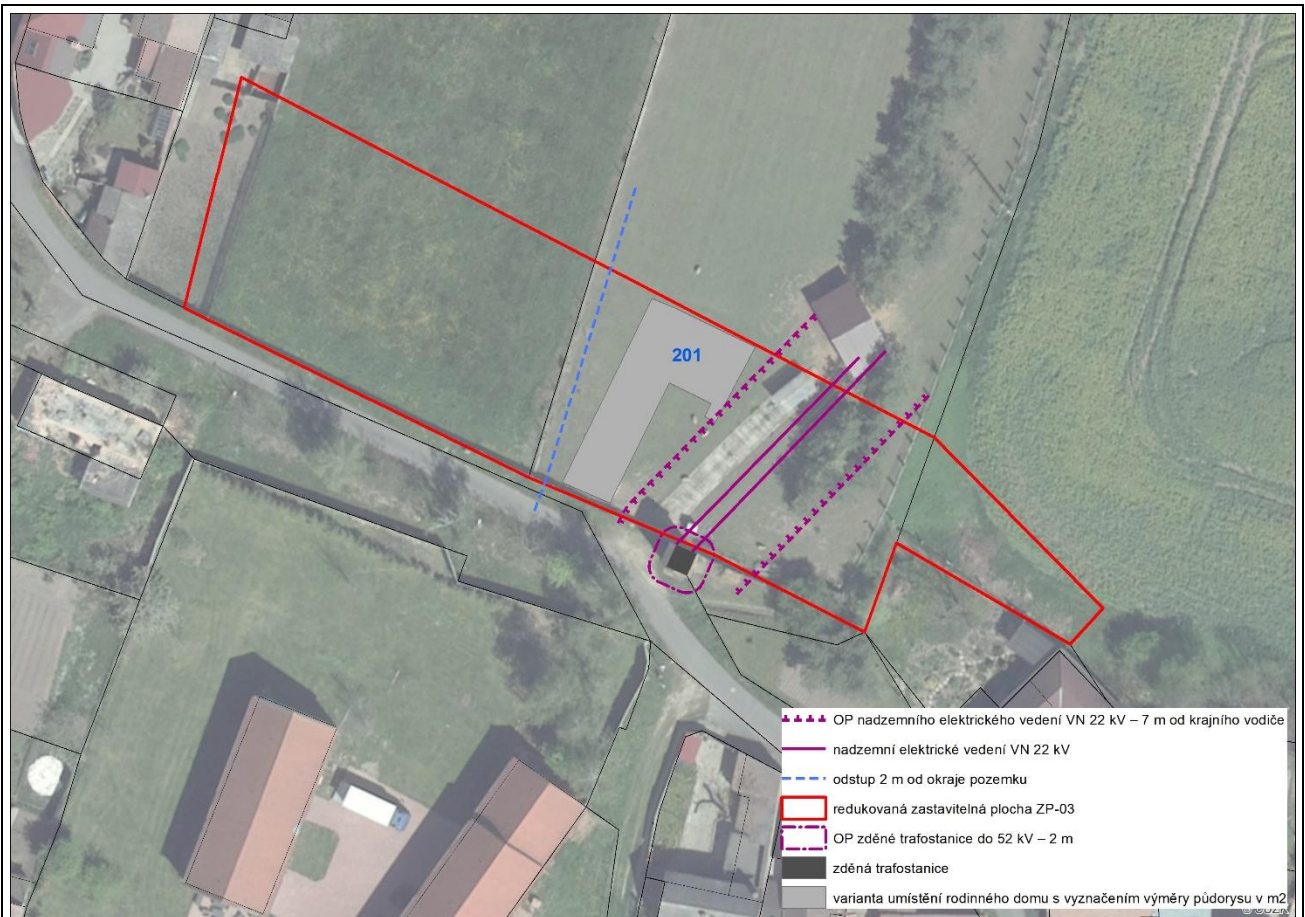 201
OP nadzemního elektrického vedení VN 22 kV – 7 m od krajního vodiče
nadzemní elektrické vedení VN 22 kV
odstup 2 m od okraje pozemku
redukovaná zastavitelná plocha ZP-03
OP zděné trafostanice do 52 kV – 2 m
zděná trafostanice
varianta umístění rodinného domu s vyznačením výměry půdorysu v m2